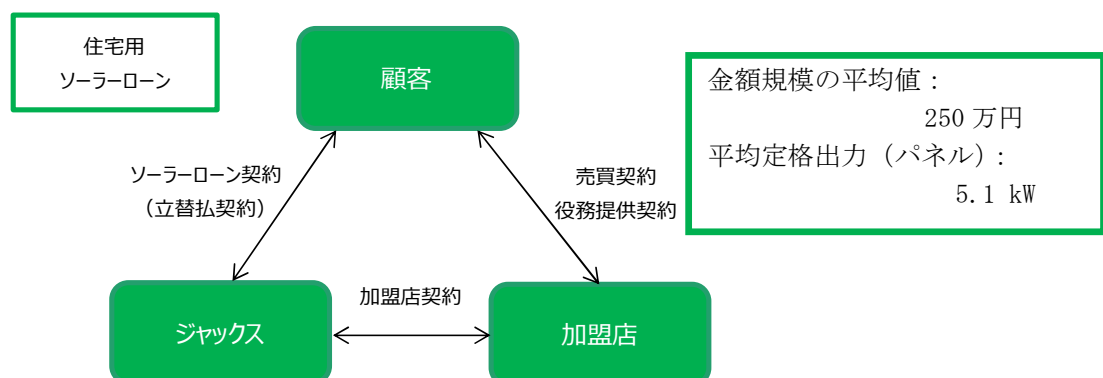 住宅用
ソーラーローン
顧客
金額規模の平均値：
250 万円
平均定格出力（パネル）：
5.1 kW
ソーラーローン契約
（立替払契約）
売買契約
役務提供契約
加盟店契約
ジャックス
加盟店